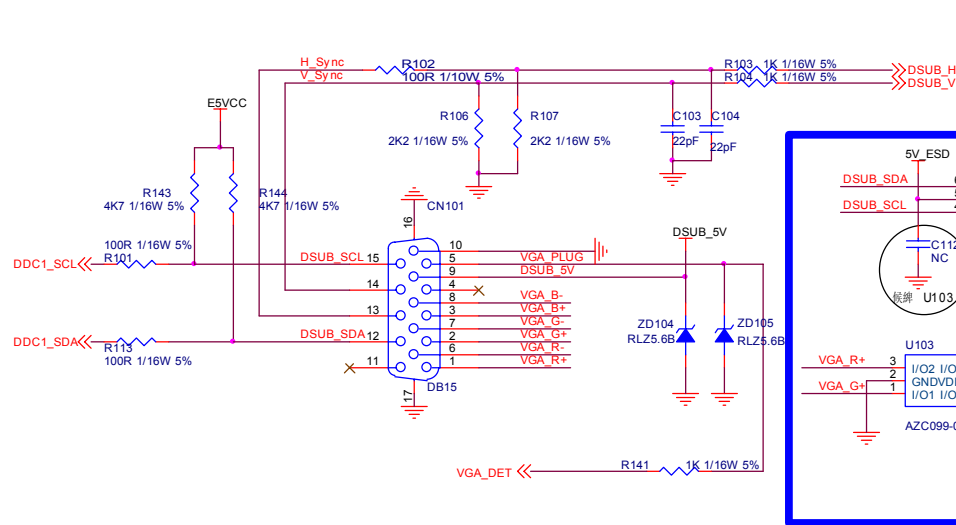 H_Sync
R102
R103 1K 1/16W 5%
DSUB_H
V_Sync
100R 1/10W 5%
R104 1K 1/16W 5%
DSUB_V
E5VCC
R106
R107
C103
C104
2K2 1/16W 5%
2K2 1/16W 5%
22pF
22pF
5V_ESD
DSUB_SDA
6
5
DSUB_SCL
4
R143
R144
4K7 1/16W 5%
4K7 1/16W 5%
CN101
16
DSUB_5V
C112
NC
100R 1/16W 5%
R101
DDC1_SCL
DSUB_SCL 15
10
5
VGA_PLUG
9
DSUB_5V
14
4
8
VGA_B-
13
3
VGA_B+
7
VGA_G-
DDC1_SDA
R113
100R 1/16W 5%
DSUB_SDA 12
2
VGA_G+
6
VGA_R-
11
1
VGA_R+
17
DB15
ZD104
RLZ5.6B
ZD105
RLZ5.6B
U103
U103
VGA_R+
3
I/O2 I/O
2
GNDVD
VGA_G+
1
I/O1 I/O
AZC099-0
VGA_DET
R141
1K 1/16W 5%